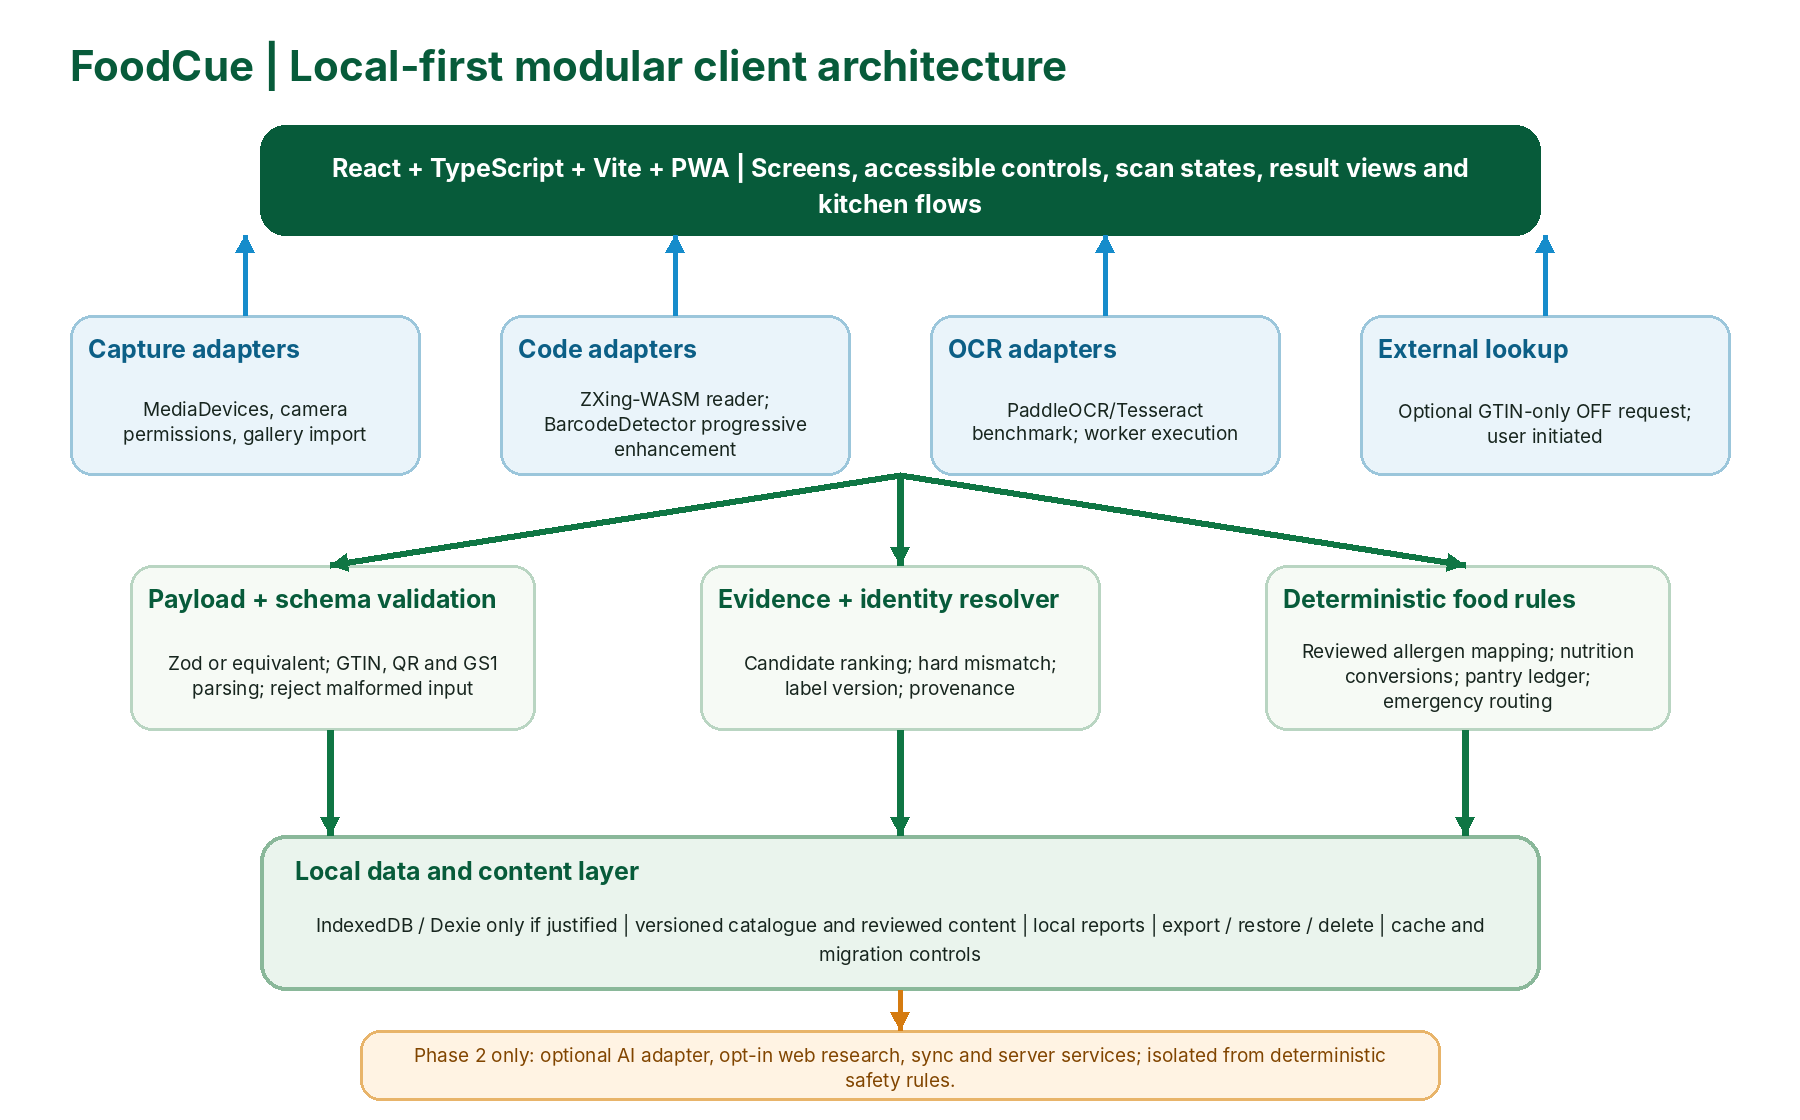 FoodCue | Local-first modular client architecture
React + TypeScript + Vite + PWA | Screens, accessible controls, scan states, result views and
kitchen flows
Capture adapters
MediaDevices, camera
permissions, gallery import
Code adapters
ZXing-WASM reader;
BarcodeDetector progressive
enhancement
OCR adapters
PaddleOCR/Tesseract
benchmark; worker execution
External lookup
Optional GTIN-only OFF request;
user initiated
Payload + schema validation
Zod or equivalent; GTIN, QR and GS1
parsing; reject malformed input
Evidence + identity resolver
Candidate ranking; hard mismatch;
label version; provenance
Deterministic food rules
Reviewed allergen mapping; nutrition
conversions; pantry ledger;
emergency routing
Local data and content layer
IndexedDB / Dexie only if justified | versioned catalogue and reviewed content | local reports | export / restore / delete | cache and
migration controls
Phase 2 only: optional AI adapter, opt-in web research, sync and server services; isolated from deterministic
safety rules.